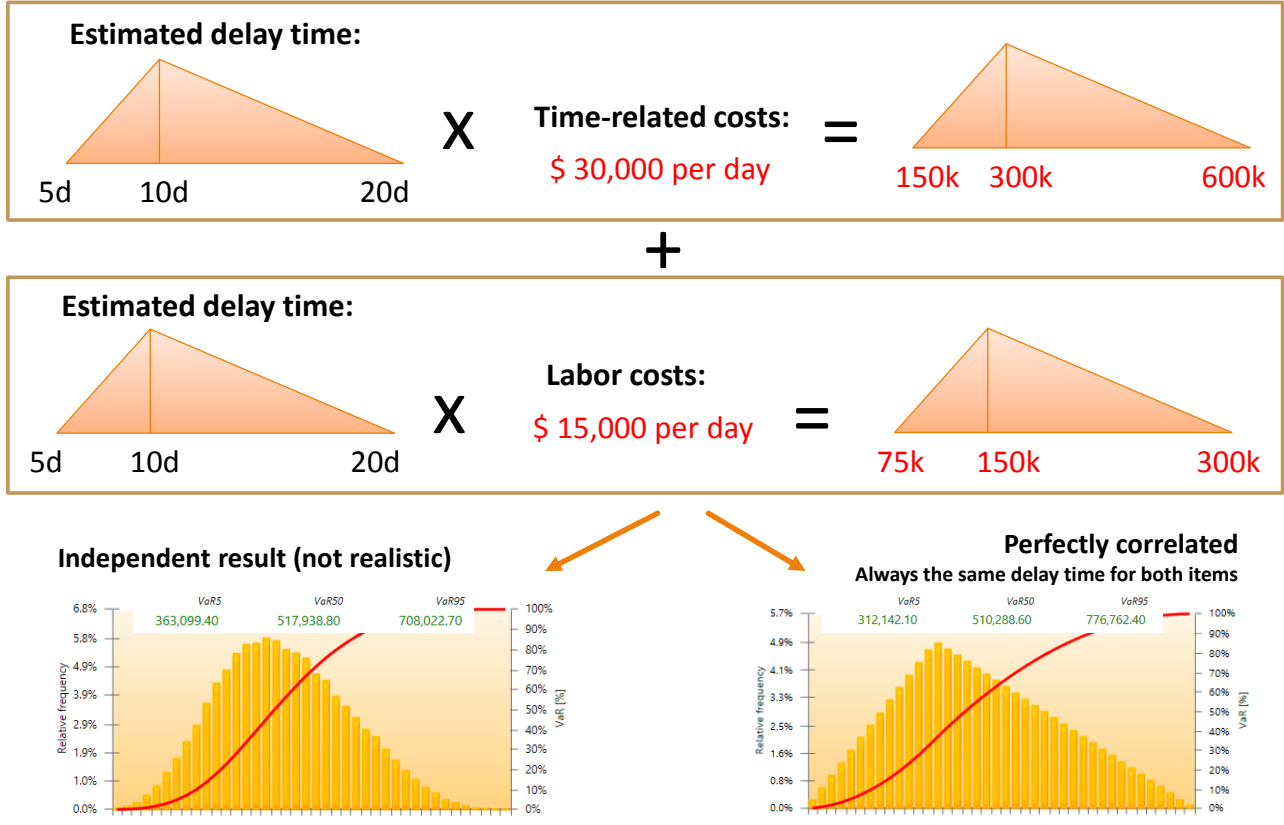 Estimated delay time:
X
Time-related costs:
$ 30,000 per day
=
5d 10d 20d
150k 300k 600k
+
Estimated delay time:
X
Labor costs:
$ 15,000 per day
=
5d 10d 20d
75k 150k 300k
Independent result (not realistic)
VaR5 VaR50 VaR95
363,099.40 517,938.80 708,022.70
6.8%
5.8%
4.9%
3.9%
2.9%
1.9%
1.0%
0.0%
Relative frequency
100%
90%
80%
70%
60%
50%
40%
30%
20%
10%
0%
VaR [%]
Perfectly correlated
Always the same delay time for both items
VaR5 VaR50 VaR95
312,142.10 510,288.60 776,762.40
5.7%
4.9%
4.1%
3.3%
2.5%
1.6%
0.8%
0.0%
Relative frequency
100%
90%
80%
70%
60%
50%
40%
30%
20%
10%
0%
VaR [%]